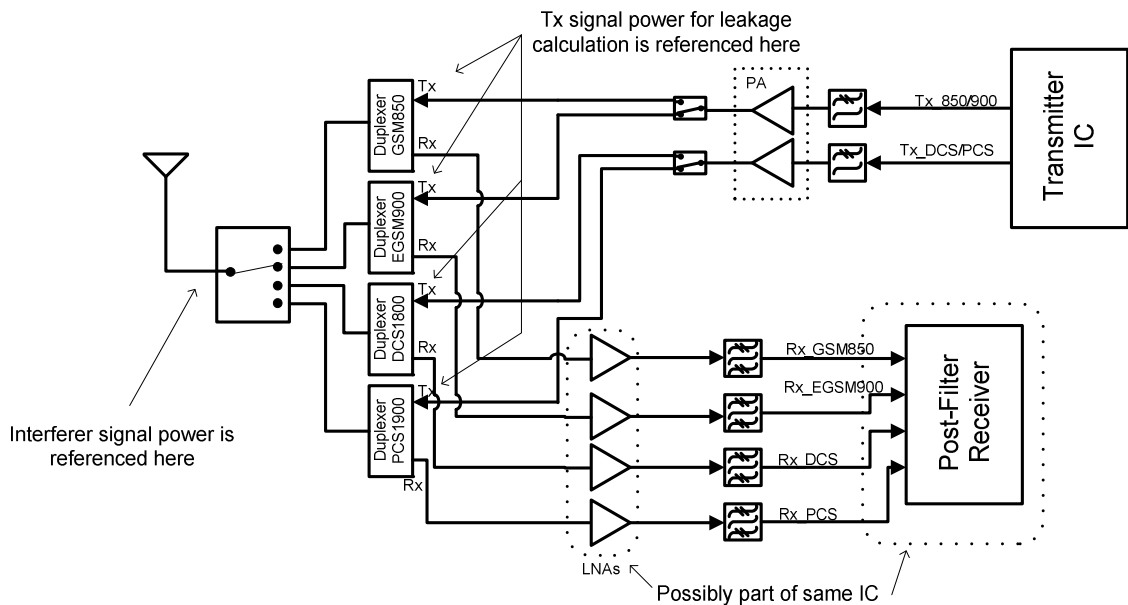 Tx signal power for leakage
calculation is referenced here
Tx
Rx
Duplexer
GSM850
Tx
Rx
Duplexer
EGSM900
Tx
Rx
Duplexer
DCS1800
Tx
Rx
Duplexer
PCS1900
PA
Tx_850/900
Tx_DCS/PCS
Transmitter
IC
Interferer signal power is
referenced here
Rx_GSM850
Rx_EGSM900
Rx_DCS
Rx_PCS
Post-Filter
Receiver
LNAs
Possibly part of same IC